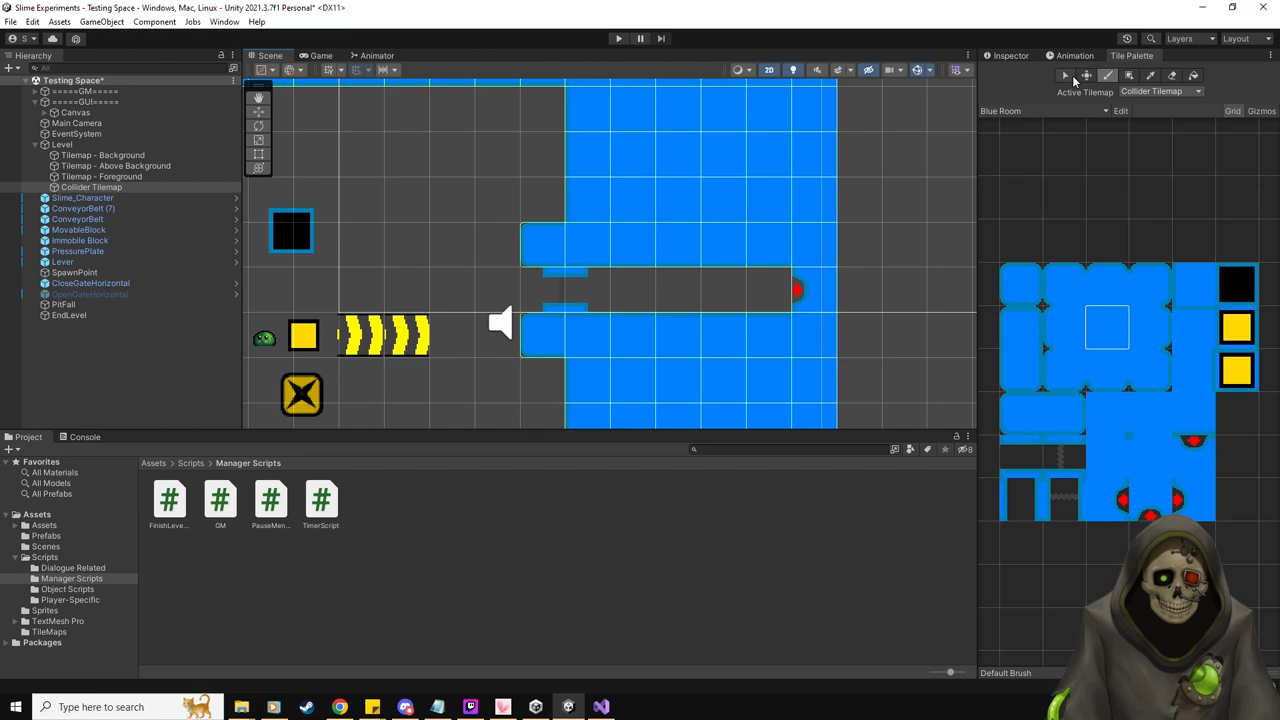 Slime Experiments - Testing Space - Windows, Mac, Linux - Unity 2021.3.7f1 Personal* <DX11>
File Edit Assets GameObject Component Jobs Window Help
S Layers Layout
Hierarchy Scene Game Animator Inspector Animation Tile Palette
All
2D
Testing Space*
=====GM=====
=====GUI=====
Canvas
Main Camera
EventSystem
Level
Tilemap - Background
Tilemap - Above Background
Tilemap - Foreground
Collider Tilemap
Slime_Character
ConveyorBelt (7)
ConveyorBelt
MovableBlock
Immobile Block
PressurePlate
Lever
SpawnPoint
CloseGateHorizontal
OpenGateHorizontal
PitFall
EndLevel
Active Tilemap Collider Tilemap
Blue Room Edit Grid Gizmos
Project Console
8
Favorites
All Materials
All Models
All Prefabs
Assets
Assets
Prefabs
Scenes
Scripts
Dialogue Related
Manager Scripts
Object Scripts
Player-Specific
Sprites
TextMesh Pro
TileMaps
Packages
Assets > Scripts > Manager Scripts
# # # #
FinishLeve... GM PauseMen... TimerScript
Default Brush
Type here to search